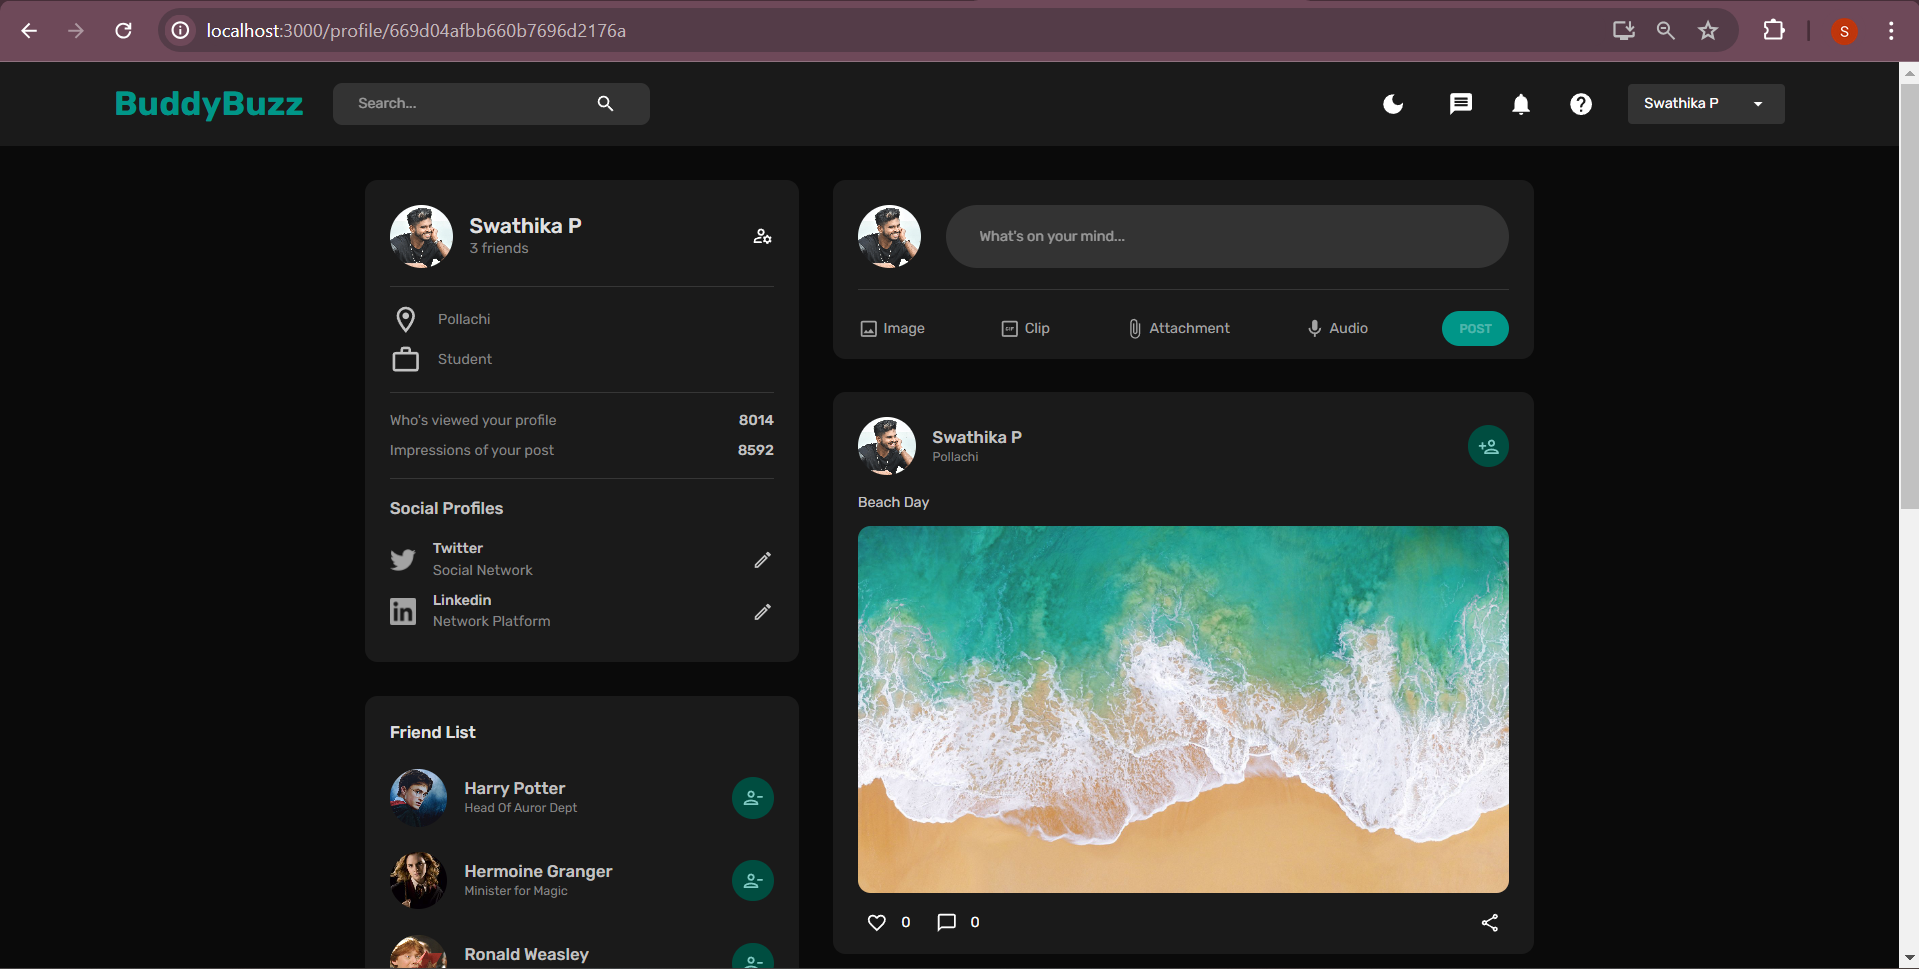 localhost:3000/profile/669d04afbb660b7696d2176a
S
BuddyBuzz
Search...
Swathika P
Swathika P
3 friends
Pollachi
Student
Who's viewed your profile 8014
Impressions of your post 8592
Social Profiles
Twitter
Social Network
Linkedin
Network Platform
Friend List
Harry Potter
Head Of Auror Dept
Hermoine Granger
Minister for Magic
Ronald Weasley
What's on your mind...
Image Clip Attachment Audio POST
Swathika P
Pollachi
Beach Day
0 0